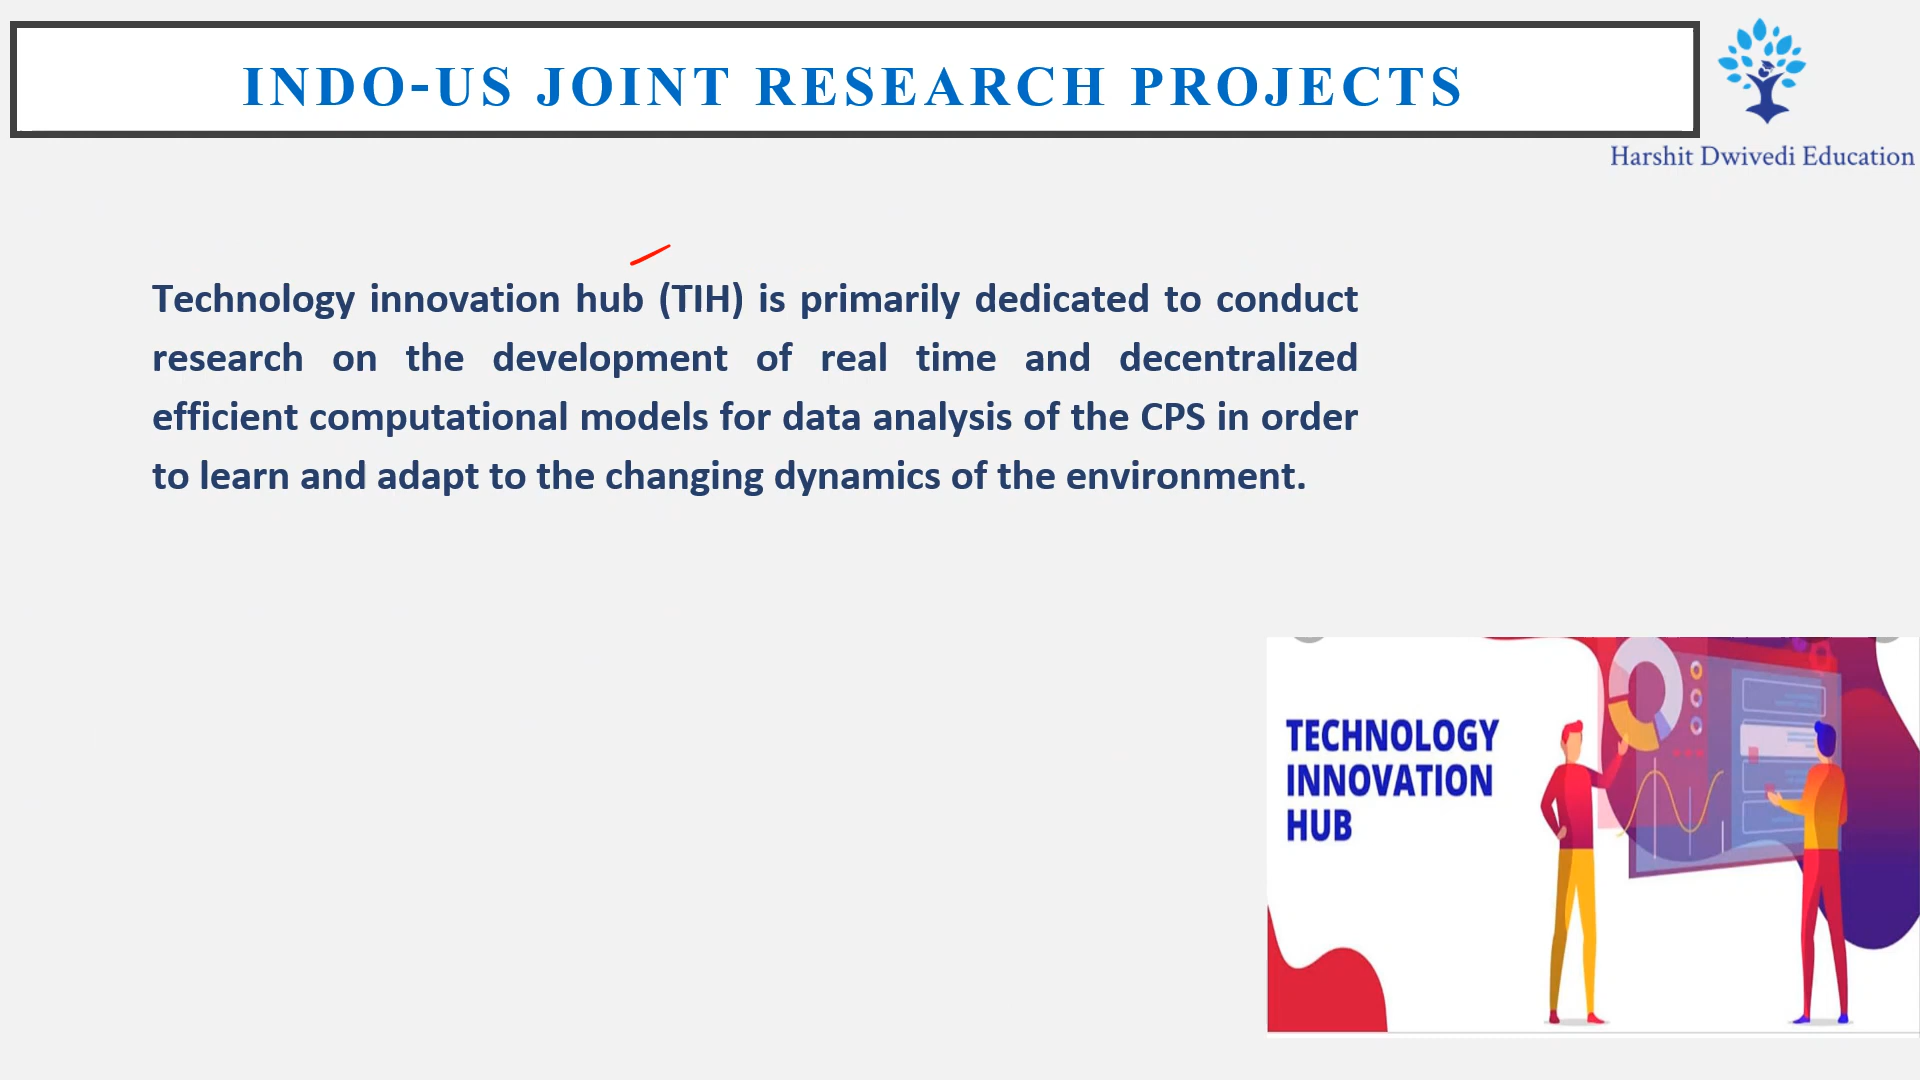 INDO-US JOINT RESEARCH PROJECTS
Harshit Dwivedi Education
Technology innovation hub (TIH) is primarily dedicated to conduct
research on the development of real time and decentralized
efficient computational models for data analysis of the CPS in order
to learn and adapt to the changing dynamics of the environment.
TECHNOLOGY
INNOVATION
HUB